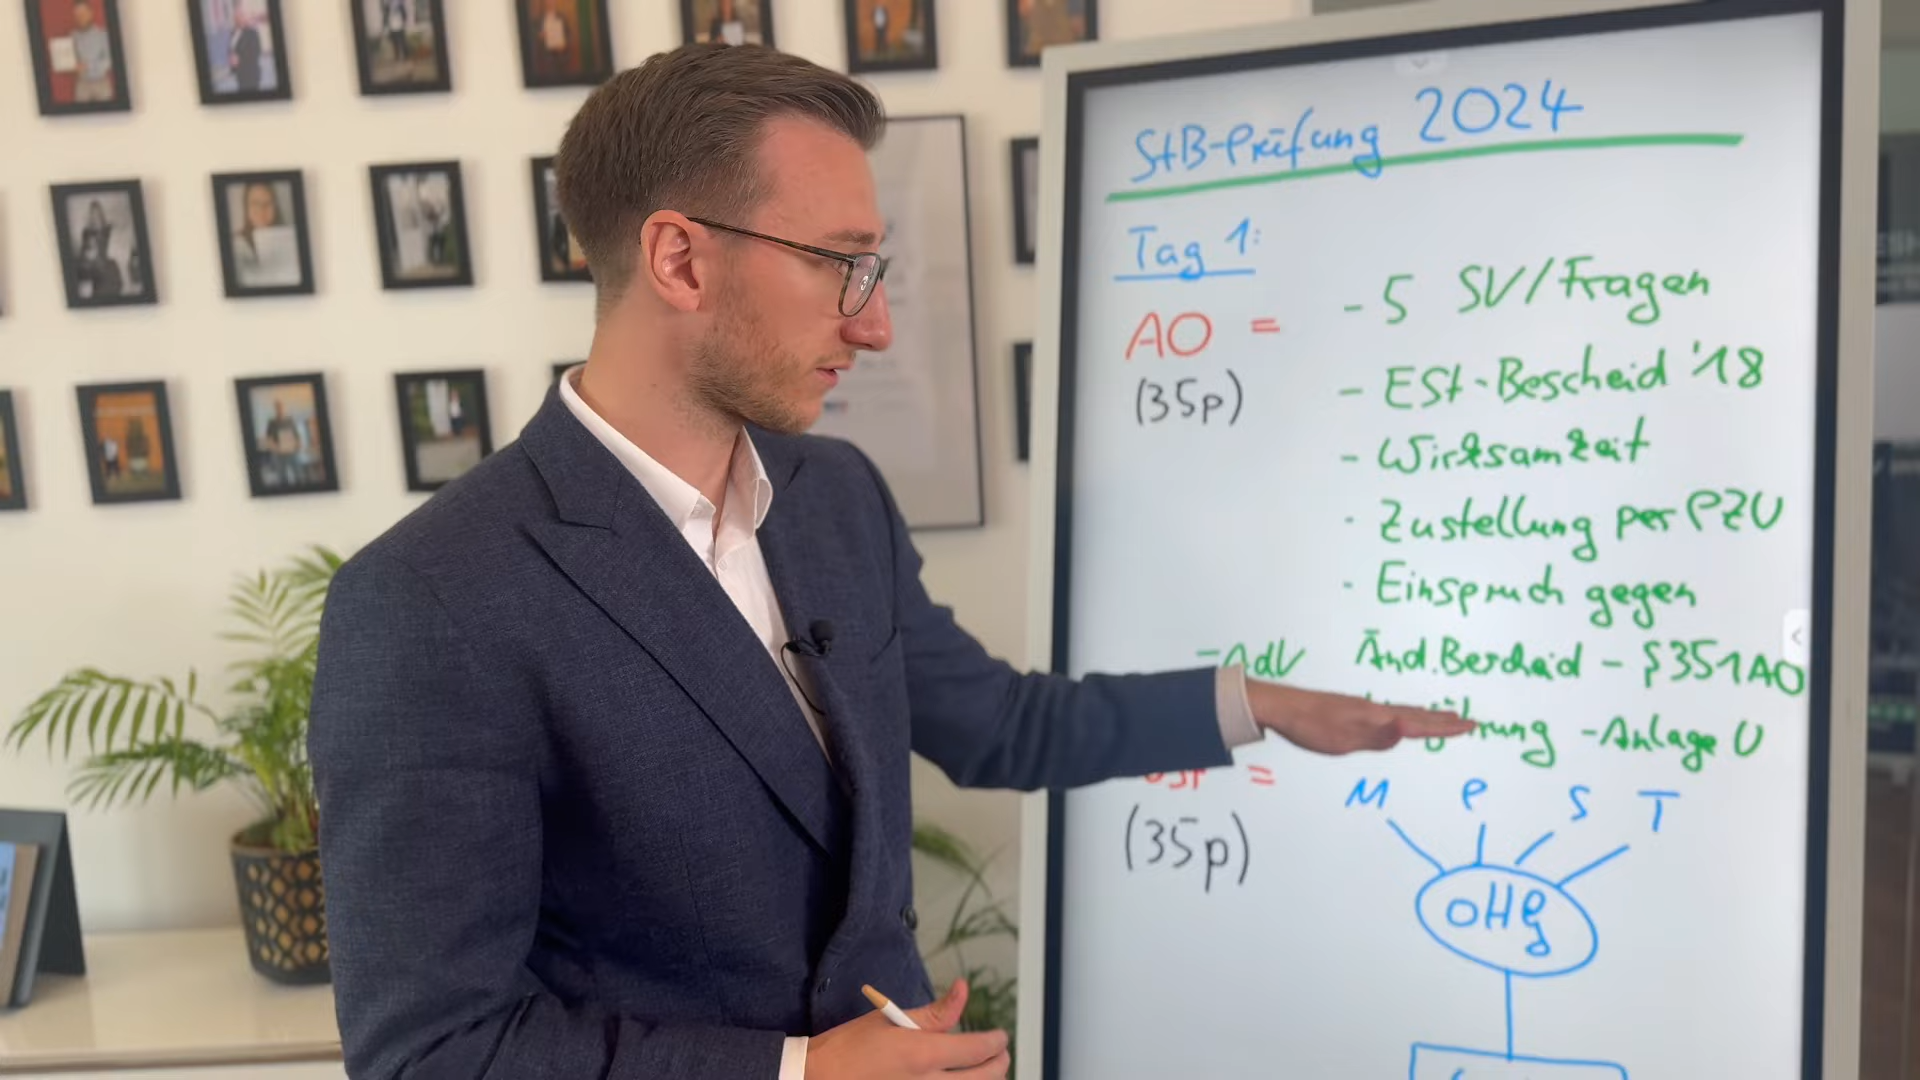 StB-Prüfung 2024
Tag 1:
AO =
(35p)
- 5 SV/Fragen
- ESt-Bescheid '18
- Wirksamkeit
- Zustellung per PZU
- Einspruch gegen
Änd.Bescheid - §351AO
- AdV
- Anlage U
=
(35p)
M P S T
OHG